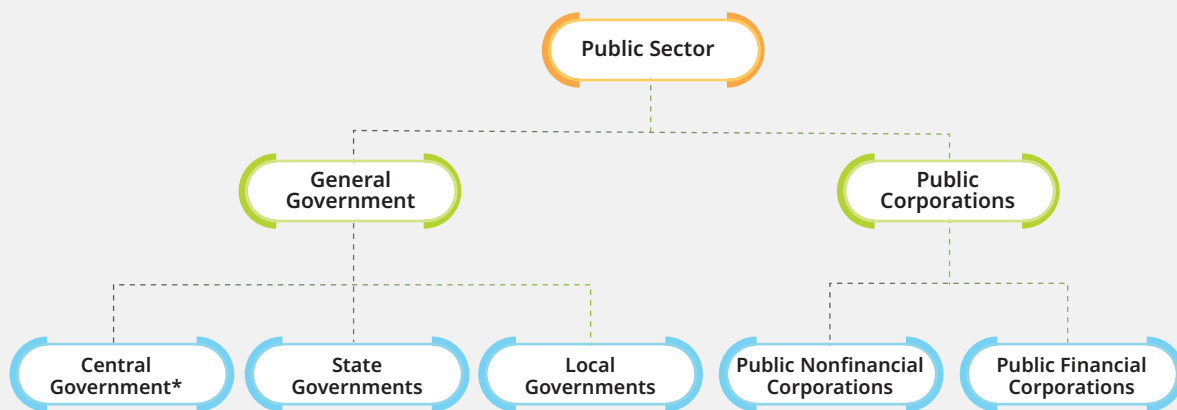 Public Sector
General
Government
Public
Corporations
Central
Government*
State
Governments
Local
Governments
Public Nonfinancial
Corporations
Public Financial
Corporations